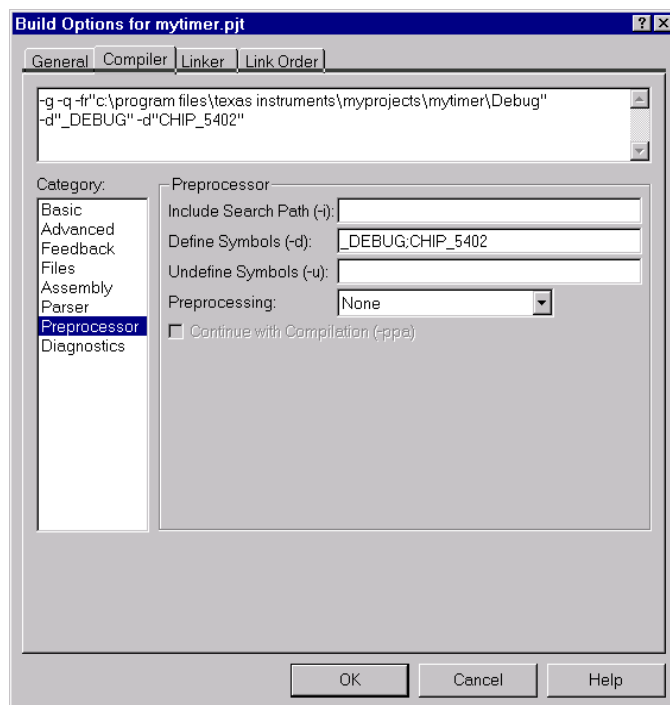 Build Options for mytimer.pjt
General Compiler Linker Link Order
-g -q -fr"c:\program files\texas instruments\myprojects\mytimer\Debug"
-d"_DEBUG" -d"CHIP_5402"
Category:
Basic
Advanced
Feedback
Files
Assembly
Parser
Preprocessor
Diagnostics
Preprocessor
Include Search Path (-i):
Define Symbols (-d): _DEBUG;CHIP_5402
Undefine Symbols (-u):
Preprocessing: None
Continue with Compilation (-ppa)
OK Cancel Help